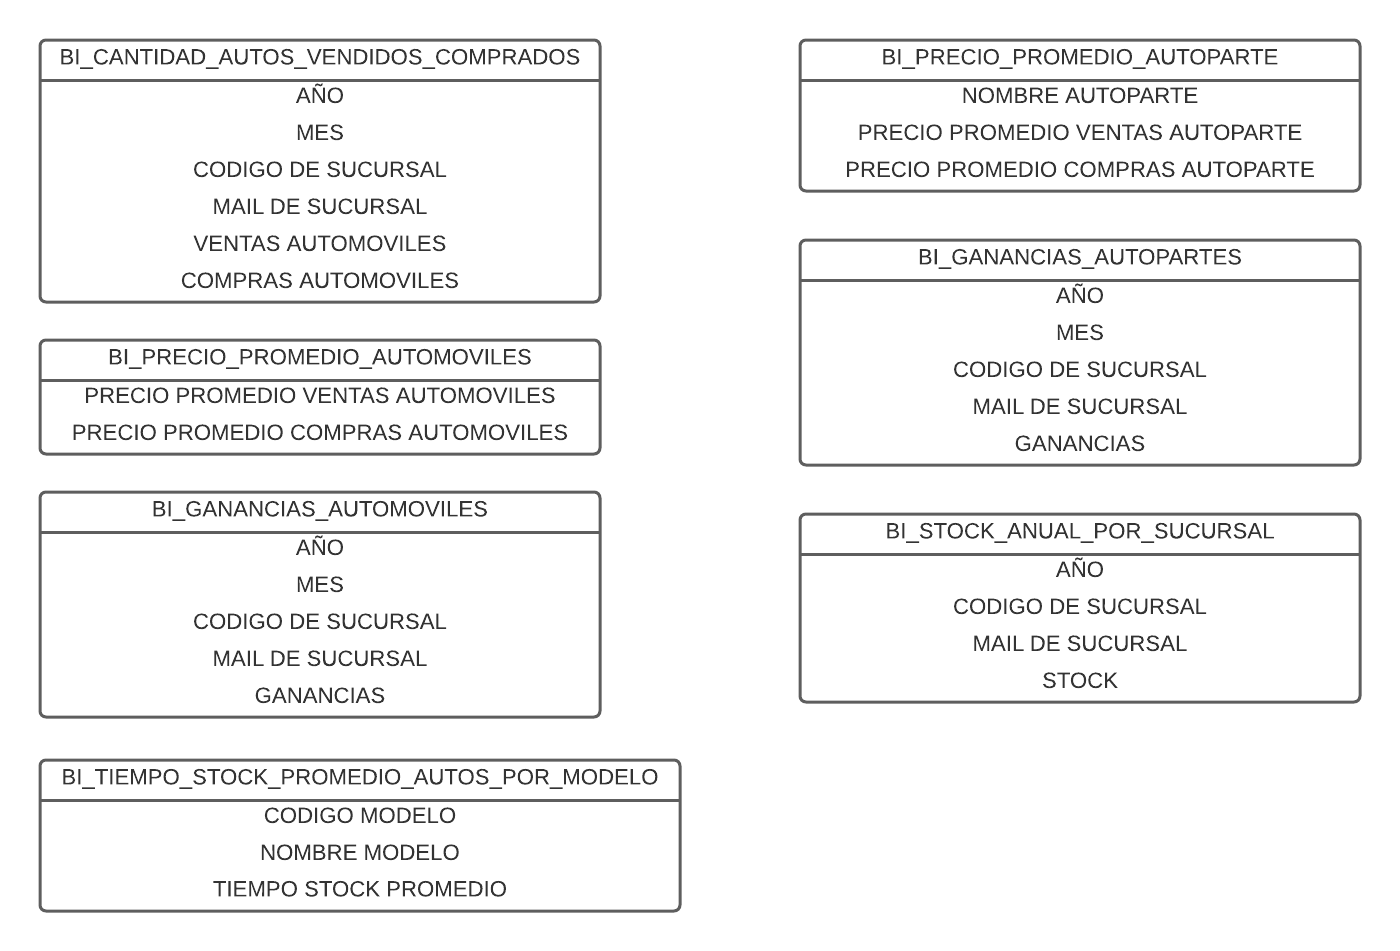 BI_CANTIDAD_AUTOS_VENDIDOS_COMPRADOS
AÑO
MES
CODIGO DE SUCURSAL
MAIL DE SUCURSAL
VENTAS AUTOMOVILES
COMPRAS AUTOMOVILES
BI_PRECIO_PROMEDIO_AUTOMOVILES
PRECIO PROMEDIO VENTAS AUTOMOVILES
PRECIO PROMEDIO COMPRAS AUTOMOVILES
BI_GANANCIAS_AUTOMOVILES
AÑO
MES
CODIGO DE SUCURSAL
MAIL DE SUCURSAL
GANANCIAS
BI_TIEMPO_STOCK_PROMEDIO_AUTOS_POR_MODELO
CODIGO MODELO
NOMBRE MODELO
TIEMPO STOCK PROMEDIO
BI_PRECIO_PROMEDIO_AUTOPARTE
NOMBRE AUTOPARTE
PRECIO PROMEDIO VENTAS AUTOPARTE
PRECIO PROMEDIO COMPRAS AUTOPARTE
BI_GANANCIAS_AUTOPARTES
AÑO
MES
CODIGO DE SUCURSAL
MAIL DE SUCURSAL
GANANCIAS
BI_STOCK_ANUAL_POR_SUCURSAL
AÑO
CODIGO DE SUCURSAL
MAIL DE SUCURSAL
STOCK